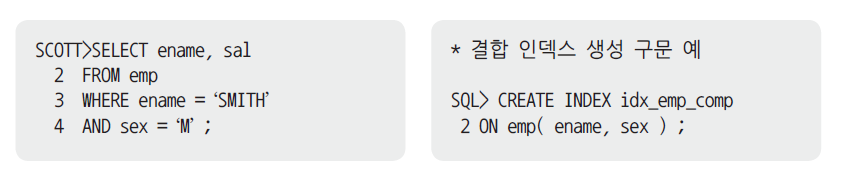 SCOTT>SELECT ename, sal
2 FROM emp
3 WHERE ename = ‘SMITH’
4 AND sex = ‘M’ ;
* 결합 인덱스 생성 구문 예
SQL> CREATE INDEX idx_emp_comp
2 ON emp( ename, sex ) ;